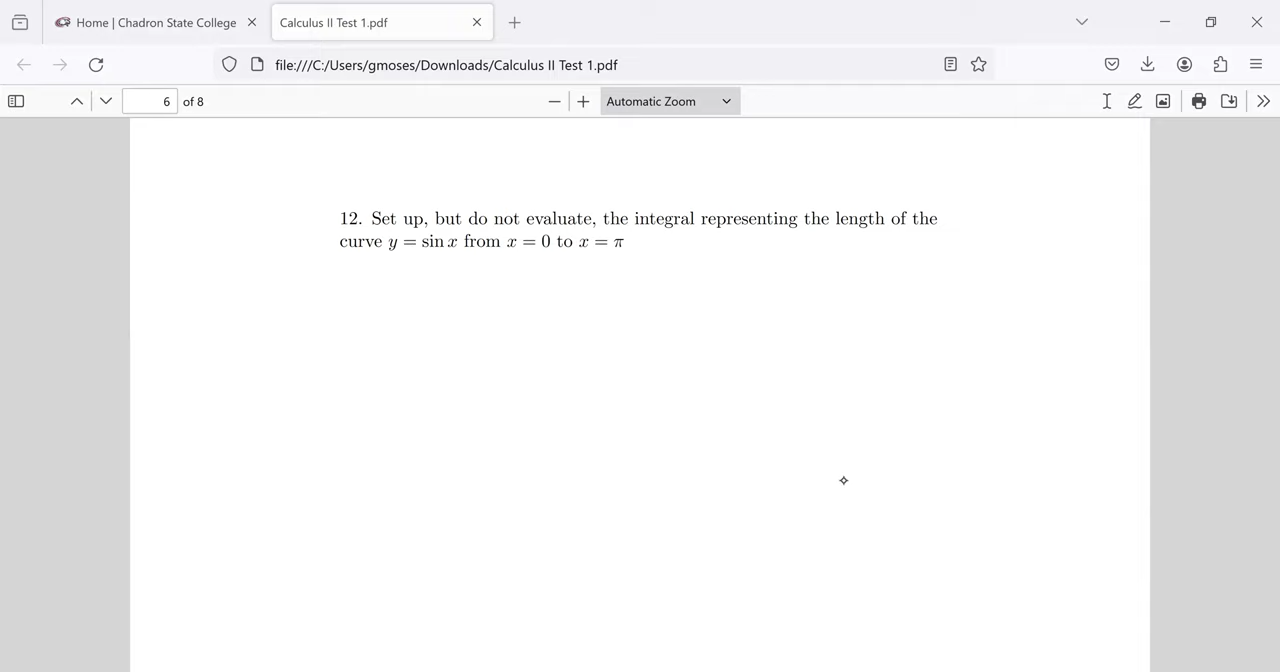 Home | Chadron State College
Calculus II Test 1.pdf
file:///C:/Users/gmoses/Downloads/Calculus II Test 1.pdf
6 of 8
Automatic Zoom
12. Set up, but do not evaluate, the integral representing the length of the
curve y = sin x from x = 0 to x = π